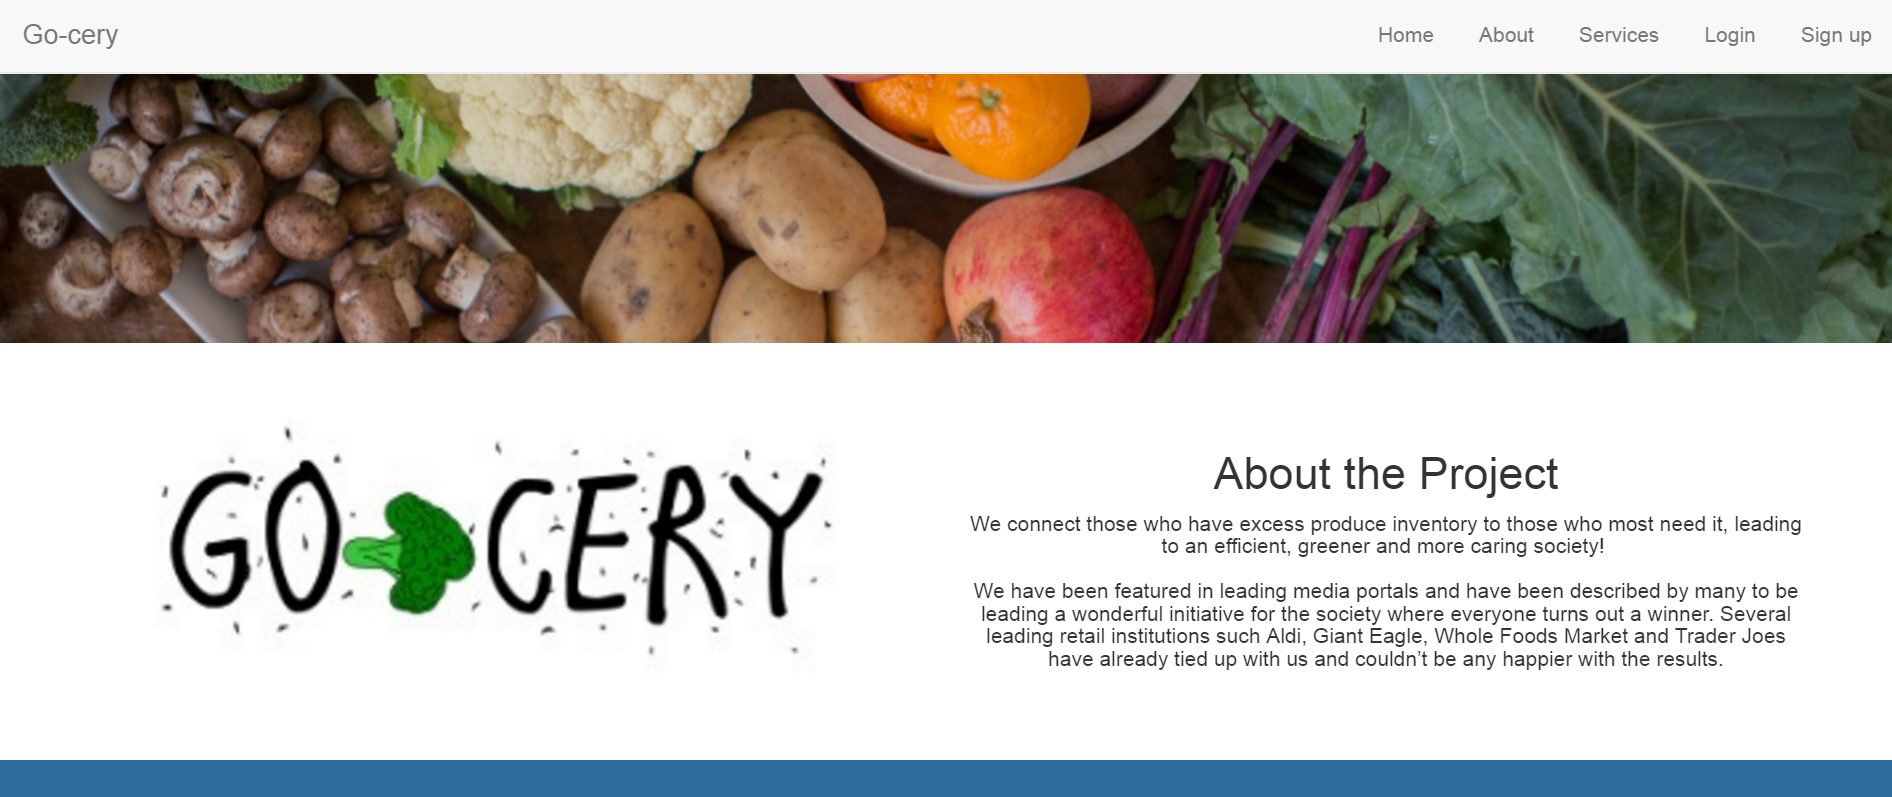 Go-cery
Home About Services Login Sign up
GO CERY
About the Project
We connect those who have excess produce inventory to those who most need it, leading
to an efficient, greener and more caring society!
We have been featured in leading media portals and have been described by many to be
leading a wonderful initiative for the society where everyone turns out a winner. Several
leading retail institutions such Aldi, Giant Eagle, Whole Foods Market and Trader Joes
have already tied up with us and couldn’t be any happier with the results.